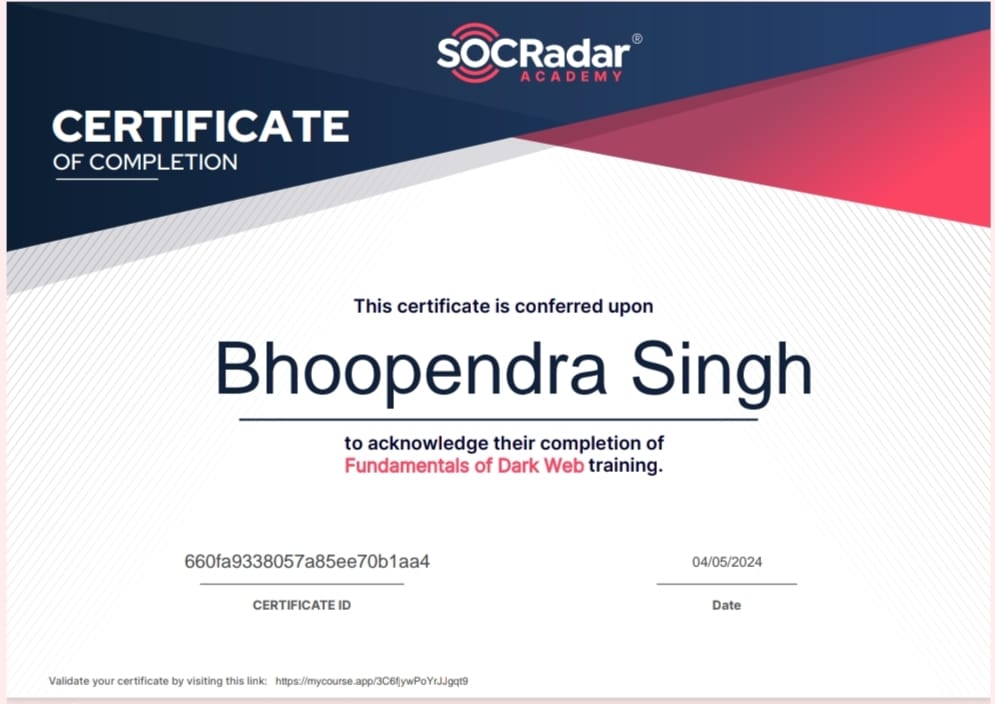 SOCRadar®
ACADEMY
CERTIFICATE
OF COMPLETION
This certificate is conferred upon
Bhoopendra Singh
to acknowledge their completion of
Fundamentals of Dark Web training.
660fa9338057a85ee70b1aa4
04/05/2024
CERTIFICATE ID
Date
Validate your certificate by visiting this link: https://mycourse.app/3C6fjywPoYrJJgqt9